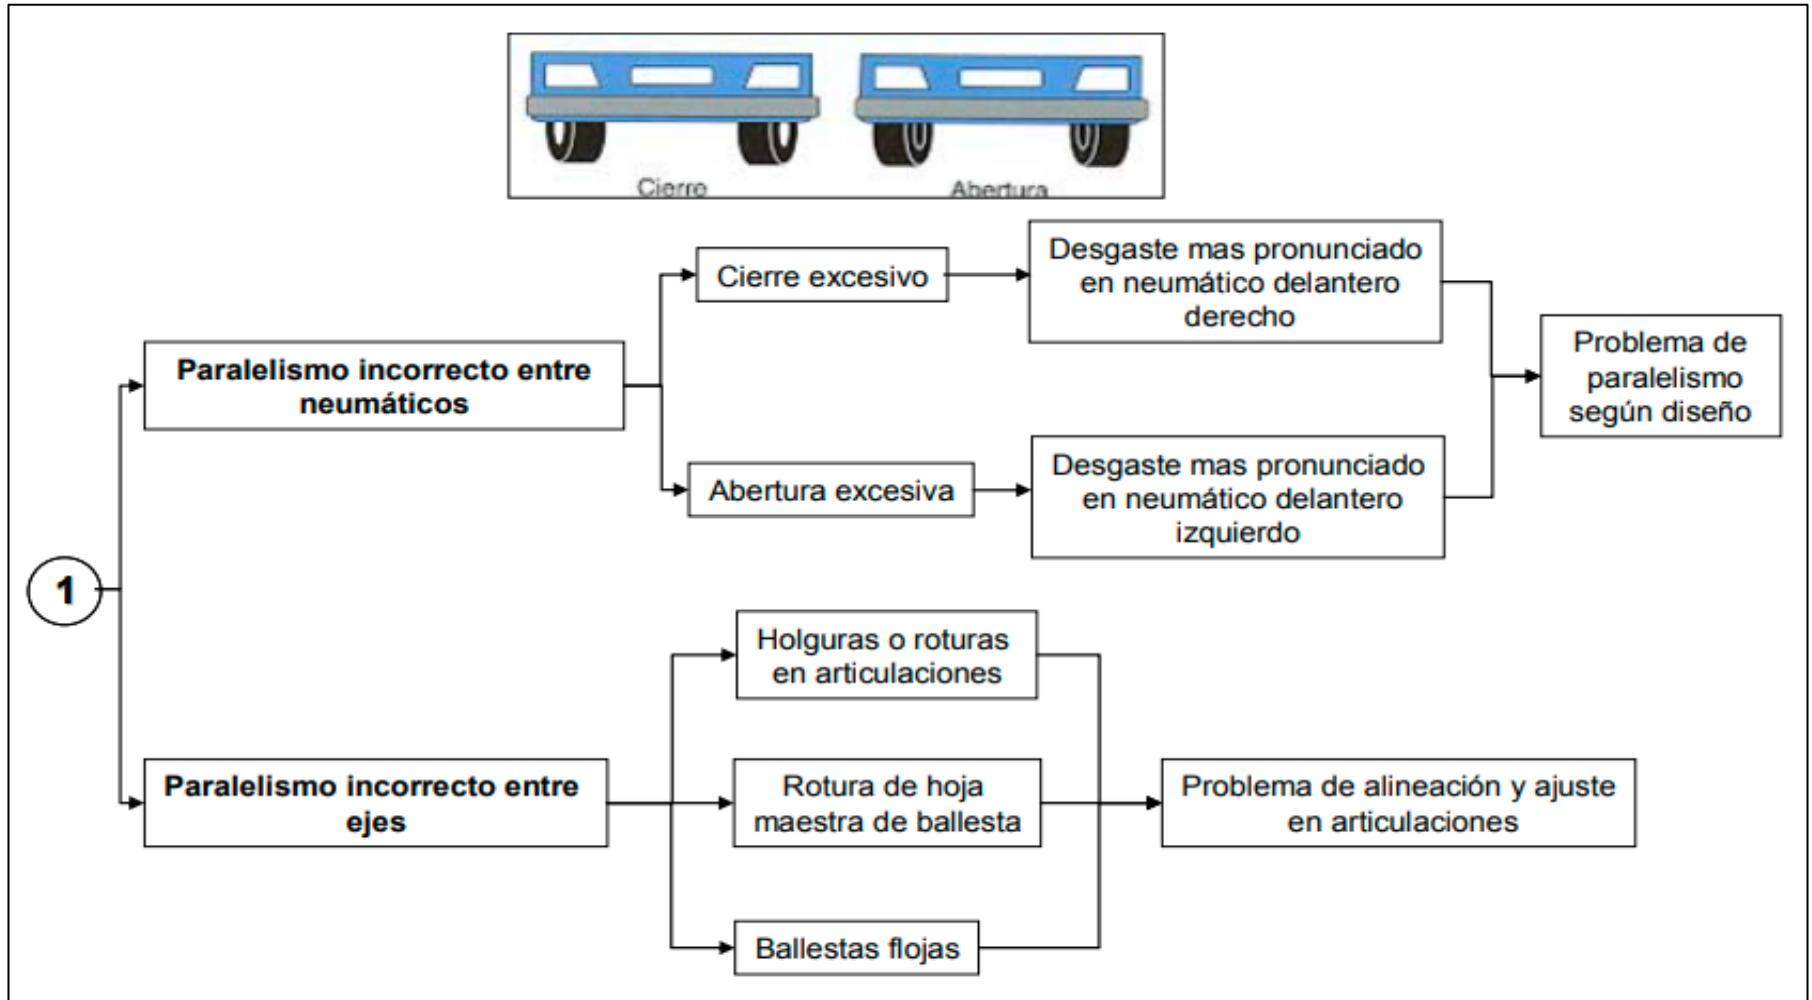 Cierre
Abertura
Cierre excesivo
Desgaste mas pronunciado
en neumático delantero
derecho
Paralelismo incorrecto entre
neumáticos
Problema de
paralelismo
según diseño
Abertura excesiva
Desgaste mas pronunciado
en neumático delantero
izquierdo
1
Holguras o roturas
en articulaciones
Paralelismo incorrecto entre
ejes
Rotura de hoja
maestra de ballesta
Problema de alineación y ajuste
en articulaciones
Ballestas flojas